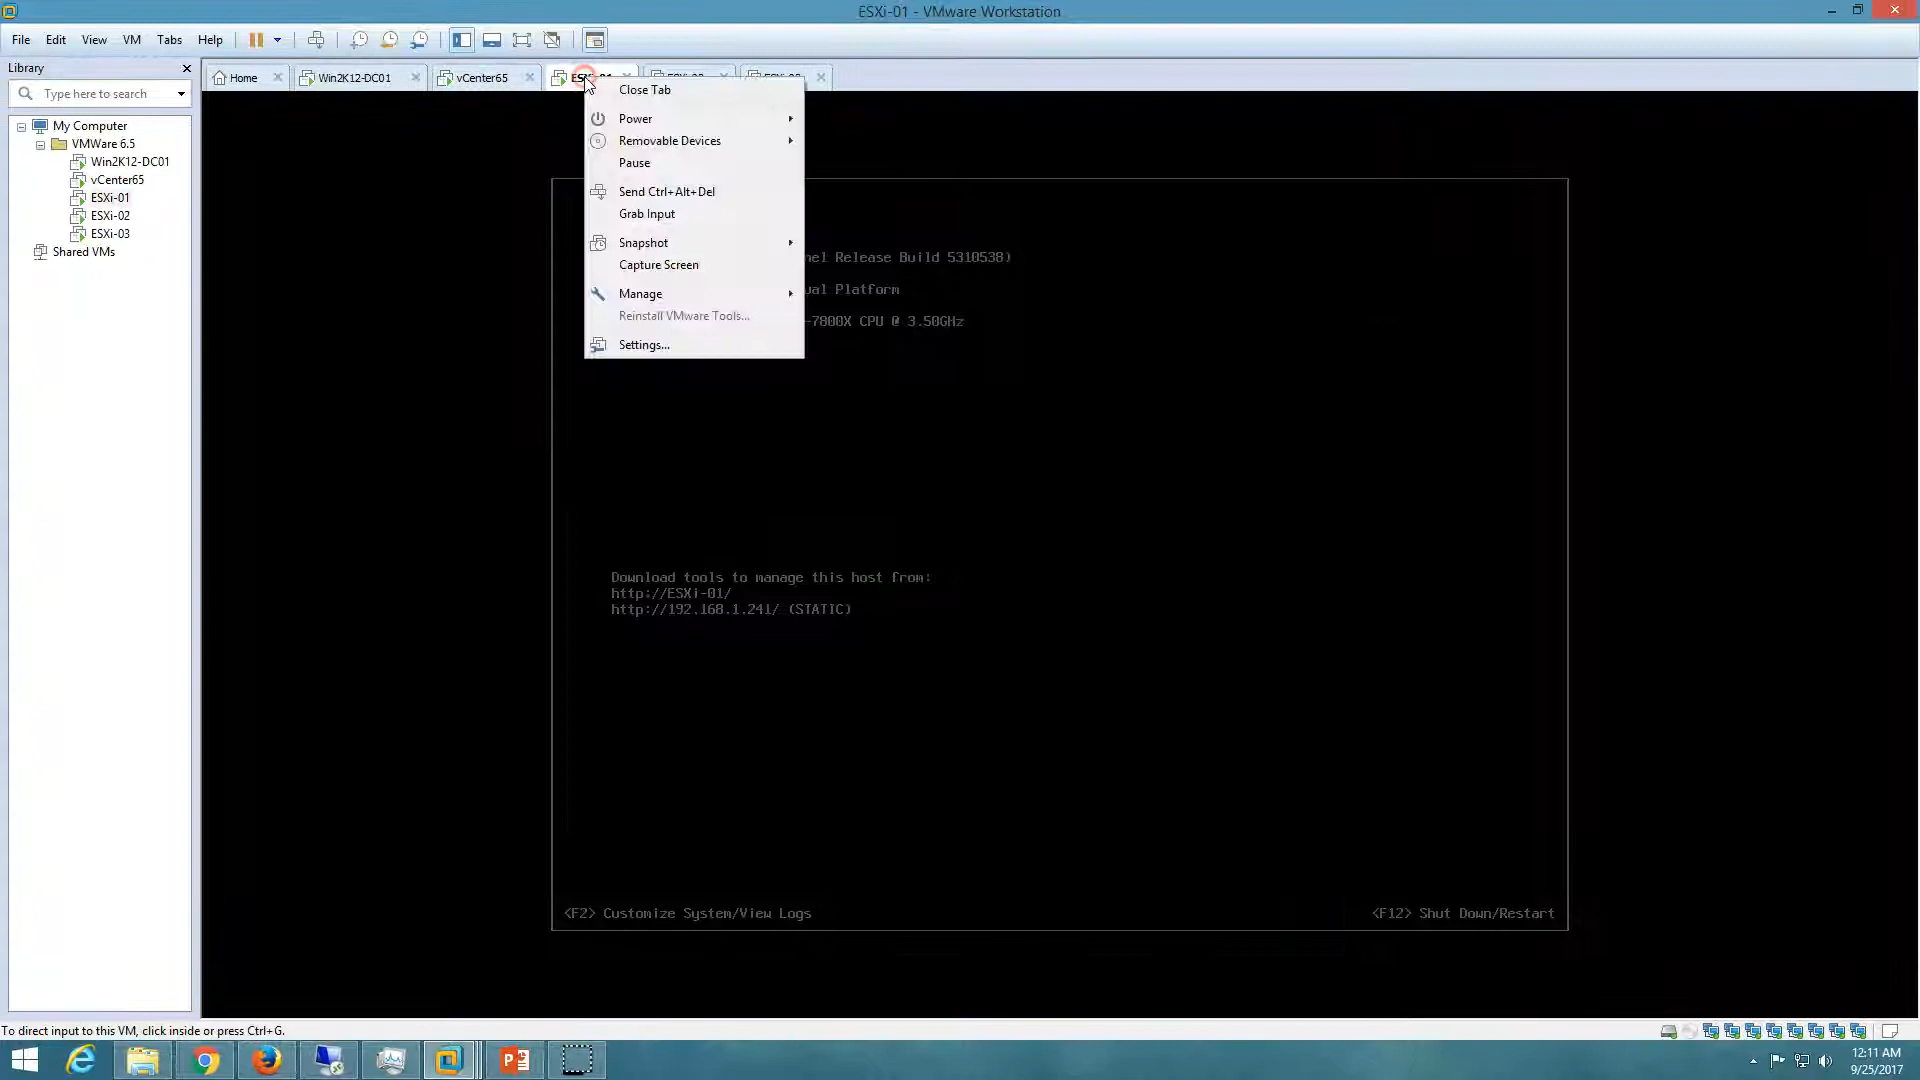 ESXi-01 - VMware Workstation
File Edit View VM Tabs Help
Library
Type here to search
Home
Win2K12-DC01
vCenter65
My Computer
VMWare 6.5
Win2K12-DC01
vCenter65
ESXi-01
ESXi-02
ESXi-03
Shared VMs
Close Tab
Power
Removable Devices
Pause
Send Ctrl+Alt+Del
Grab Input
Snapshot
Capture Screen
Manage
Reinstall VMware Tools...
Settings...
Release Build 5310538)
Platform
-7800X CPU @ 3.50GHz
Download tools to manage this host from:
http://ESXi-01/
http://192.168.1.241/ (STATIC)
<F2> Customize System/View Logs
<F12> Shut Down/Restart
To direct input to this VM, click inside or press Ctrl+G.
12:11 AM
9/25/2017